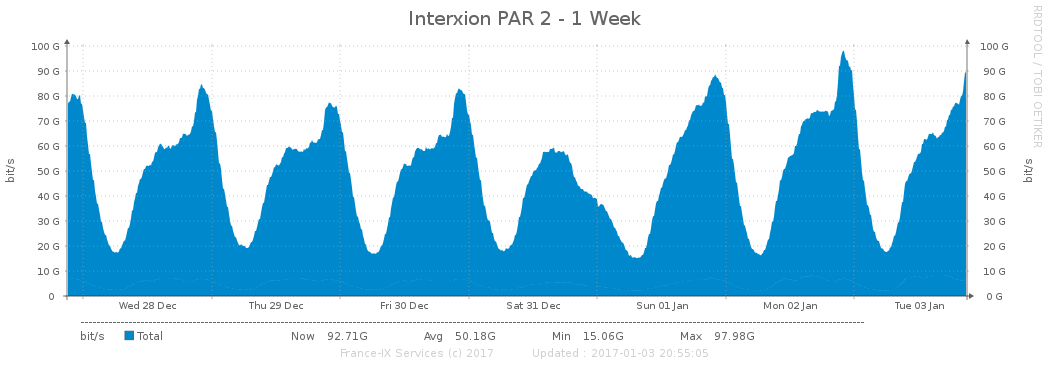 Interxion PAR 2 - 1 Week
RRDTOOL / TOBI OETIKER
100 G 100 G
90 G 90 G
80 G 80 G
70 G 70 G
60 G 60 G
50 G 50 G
40 G 40 G
30 G 30 G
20 G 20 G
10 G 10 G
0 0 G
bit/s bit/s
Wed 28 Dec Thu 29 Dec Fri 30 Dec Sat 31 Dec Sun 01 Jan Mon 02 Jan Tue 03 Jan
bit/s Total Now 92.71G Avg 50.18G Min 15.06G Max 97.98G
France-IX Services (c) 2017 Updated : 2017-01-03 20:55:05